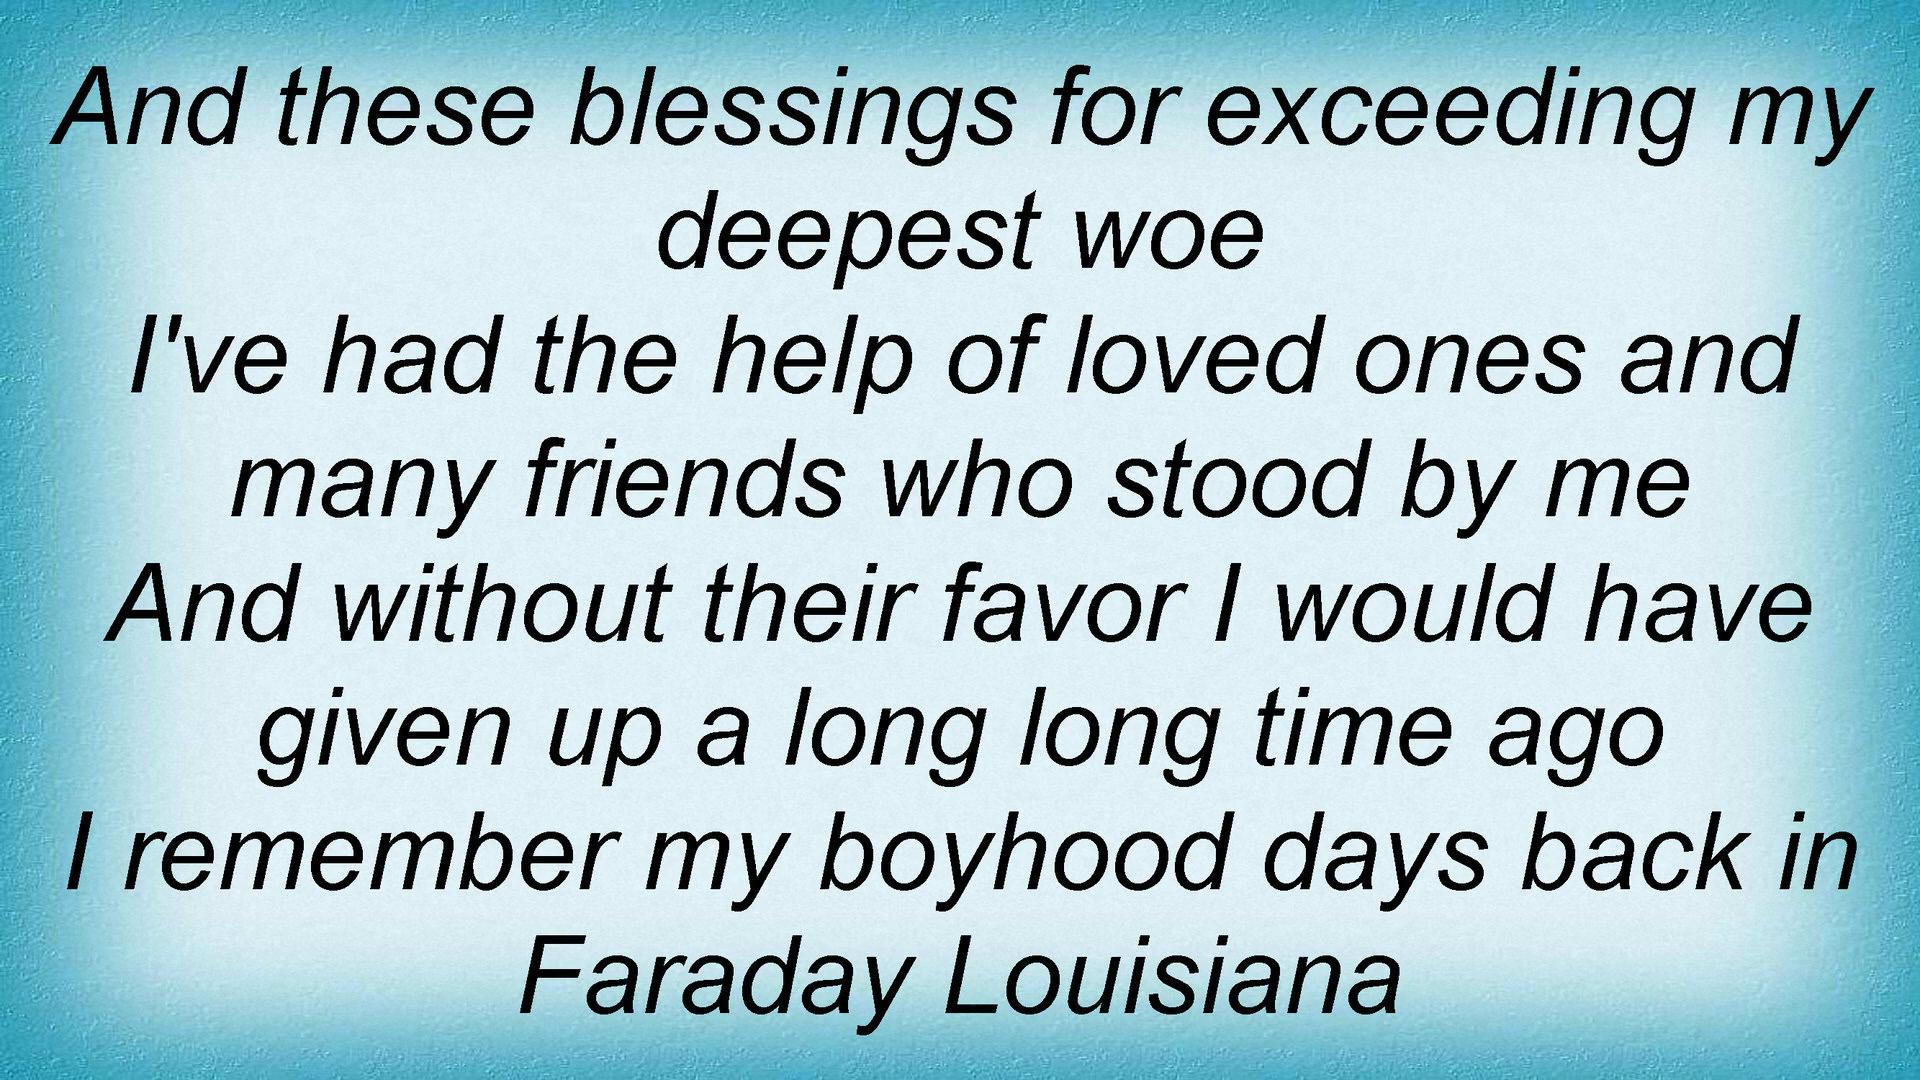 And these blessings for exceeding my
deepest woe
I've had the help of loved ones and
many friends who stood by me
And without their favor I would have
given up a long long time ago
I remember my boyhood days back in
Faraday Louisiana